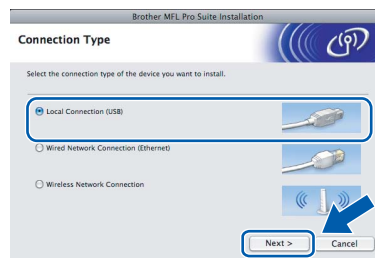 Brother MFL Pro Suite Installation
Connection Type
Select the connection type of the device you want to install.
Local Connection (USB)
Wired Network Connection (Ethernet)
Wireless Network Connection
Next >
Cancel